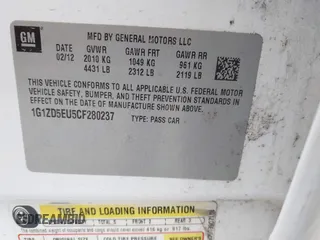 GM
MFD BY GENERAL MOTORS LLC
02/12 GVWR GAWR FRT GAWR RR
2010 KG 1049 KG 961 KG
4431 LB 2312 LB 2119 LB
THIS VEHICLE CONFORMS TO ALL APPLICABLE U.S. FEDERAL MOTOR VEHICLE
SAFETY, BUMPER, AND THEFT PREVENTION STANDARDS IN EFFECT ON THE
DATE OF MANUFACTURE SHOWN ABOVE.
1G1ZD5EU5CF280237
TYPE: PASS CAR
TIRE AND LOADING INFORMATION
DREAMBID